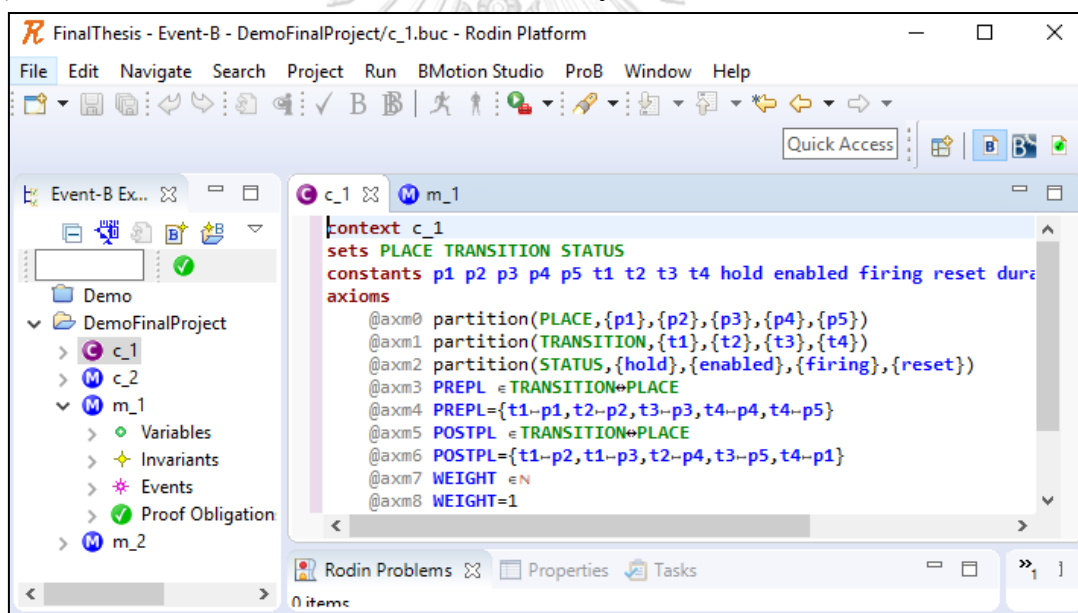 FinalThesis - Event-B - DemoFinalProject/c_1.buc - Rodin Platform
File Edit Navigate Search Project Run BMotion Studio ProB Window Help
Quick Access
Event-B Ex...
c_1
m_1
Demo
DemoFinalProject
c_1
c_2
m_1
Variables
Invariants
Events
Proof Obligation
m_2
context c_1
sets PLACE TRANSITION STATUS
constants p1 p2 p3 p4 p5 t1 t2 t3 t4 hold enabled firing reset dura
axioms
@axm0 partition(PLACE,{p1},{p2},{p3},{p4},{p5})
@axm1 partition(TRANSITION,{t1},{t2},{t3},{t4})
@axm2 partition(STATUS,{hold},{enabled},{firing},{reset})
@axm3 PREPL ∈TRANSITION↔PLACE
@axm4 PREPL={t1↦p1,t2↦p2,t3↦p3,t4↦p4,t4↦p5}
@axm5 POSTPL ∈TRANSITION↔PLACE
@axm6 POSTPL={t1↦p2,t1↦p3,t2↦p4,t3↦p5,t4↦p1}
@axm7 WEIGHT ∈ℕ
@axm8 WEIGHT=1
Rodin Problems Properties Tasks
0 items